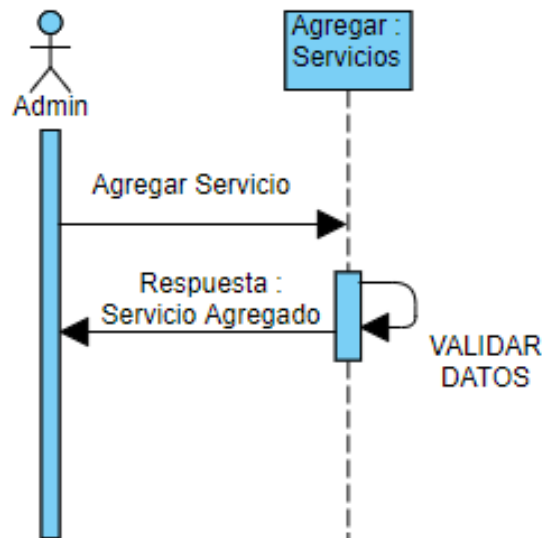 Agregar :
Servicios
Admin
Agregar Servicio
Respuesta :
Servicio Agregado
VALIDAR
DATOS